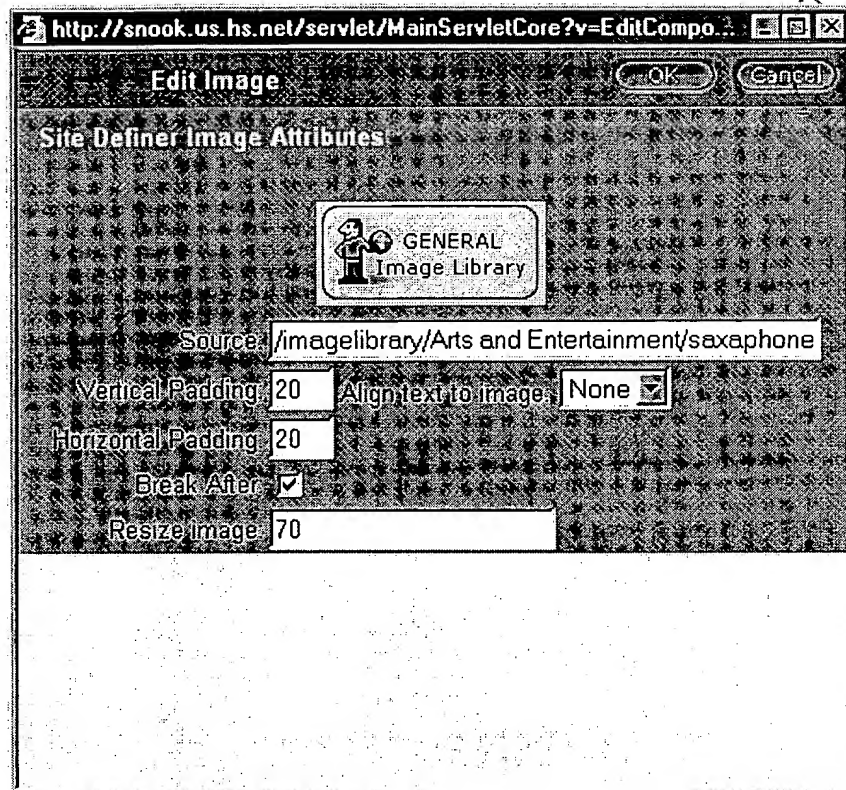 http://snook.us.hs.net/servlet/MainServletCore?v=EditCompo...
Edit Image OK Cancel
Site Definer Image Attributes
GENERAL
Image Library
Source /imagelibrary/Arts and Entertainment/saxaphone
Vertical Padding 20 Align text to image None
Horizontal Padding 20
Break After
Resize image 70